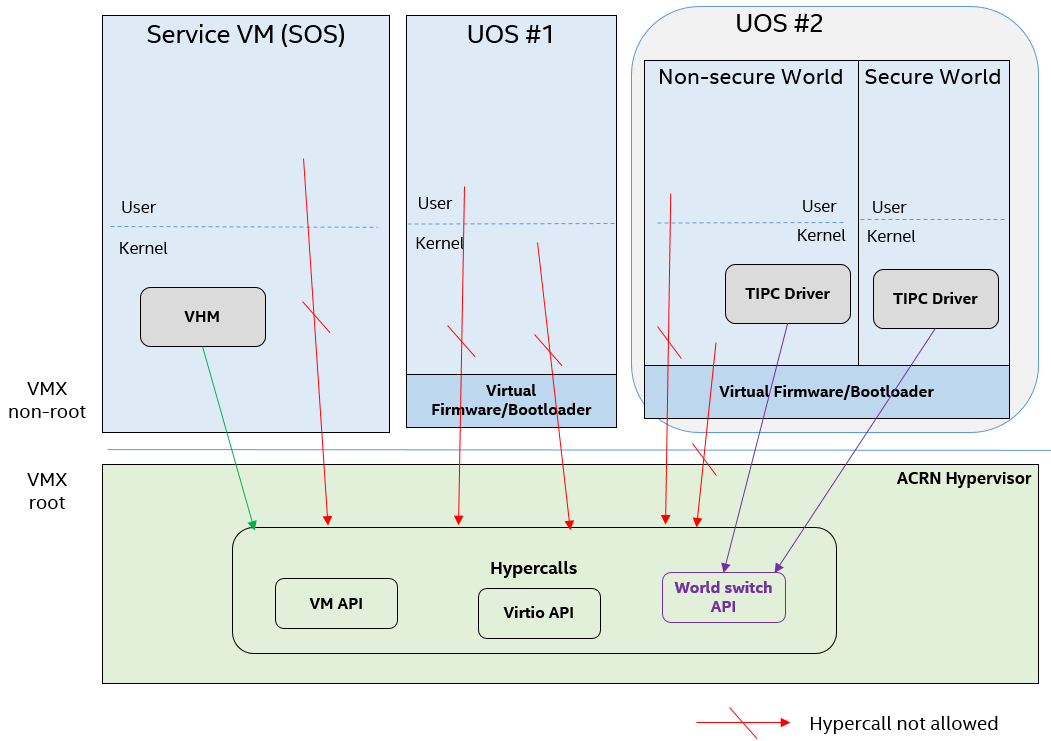 Service VM (SOS)
UOS #1
UOS #2
Non-secure World
Secure World
User
Kernel
User
Kernel
User
Kernel
User
Kernel
VHM
TIPC Driver
TIPC Driver
Virtual
Firmware/Bootloader
Virtual Firmware/Bootloader
VMX
non-root
VMX
root
ACRN Hypervisor
Hypercalls
VM API
Virtio API
World switch
API
Hypercall not allowed